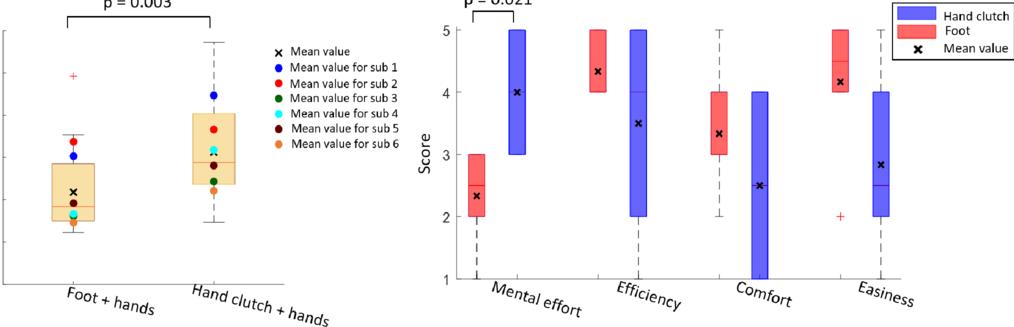 p = 0.003
Mean value
Mean value for sub 1
Mean value for sub 2
Mean value for sub 3
Mean value for sub 4
Mean value for sub 5
Mean value for sub 6
Foot + hands
Hand clutch + hands
p = 0.021
Hand clutch
Foot
Mean value
Score
5
4
3
2
1
Mental effort
Efficiency
Comfort
Easiness